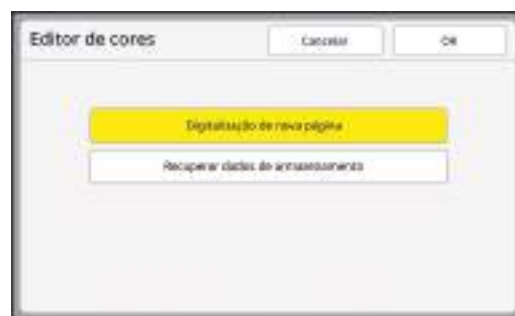 Editor de cores
Cancelar
OK
Digitalização de nova página
Recuperar dados de armazenamento